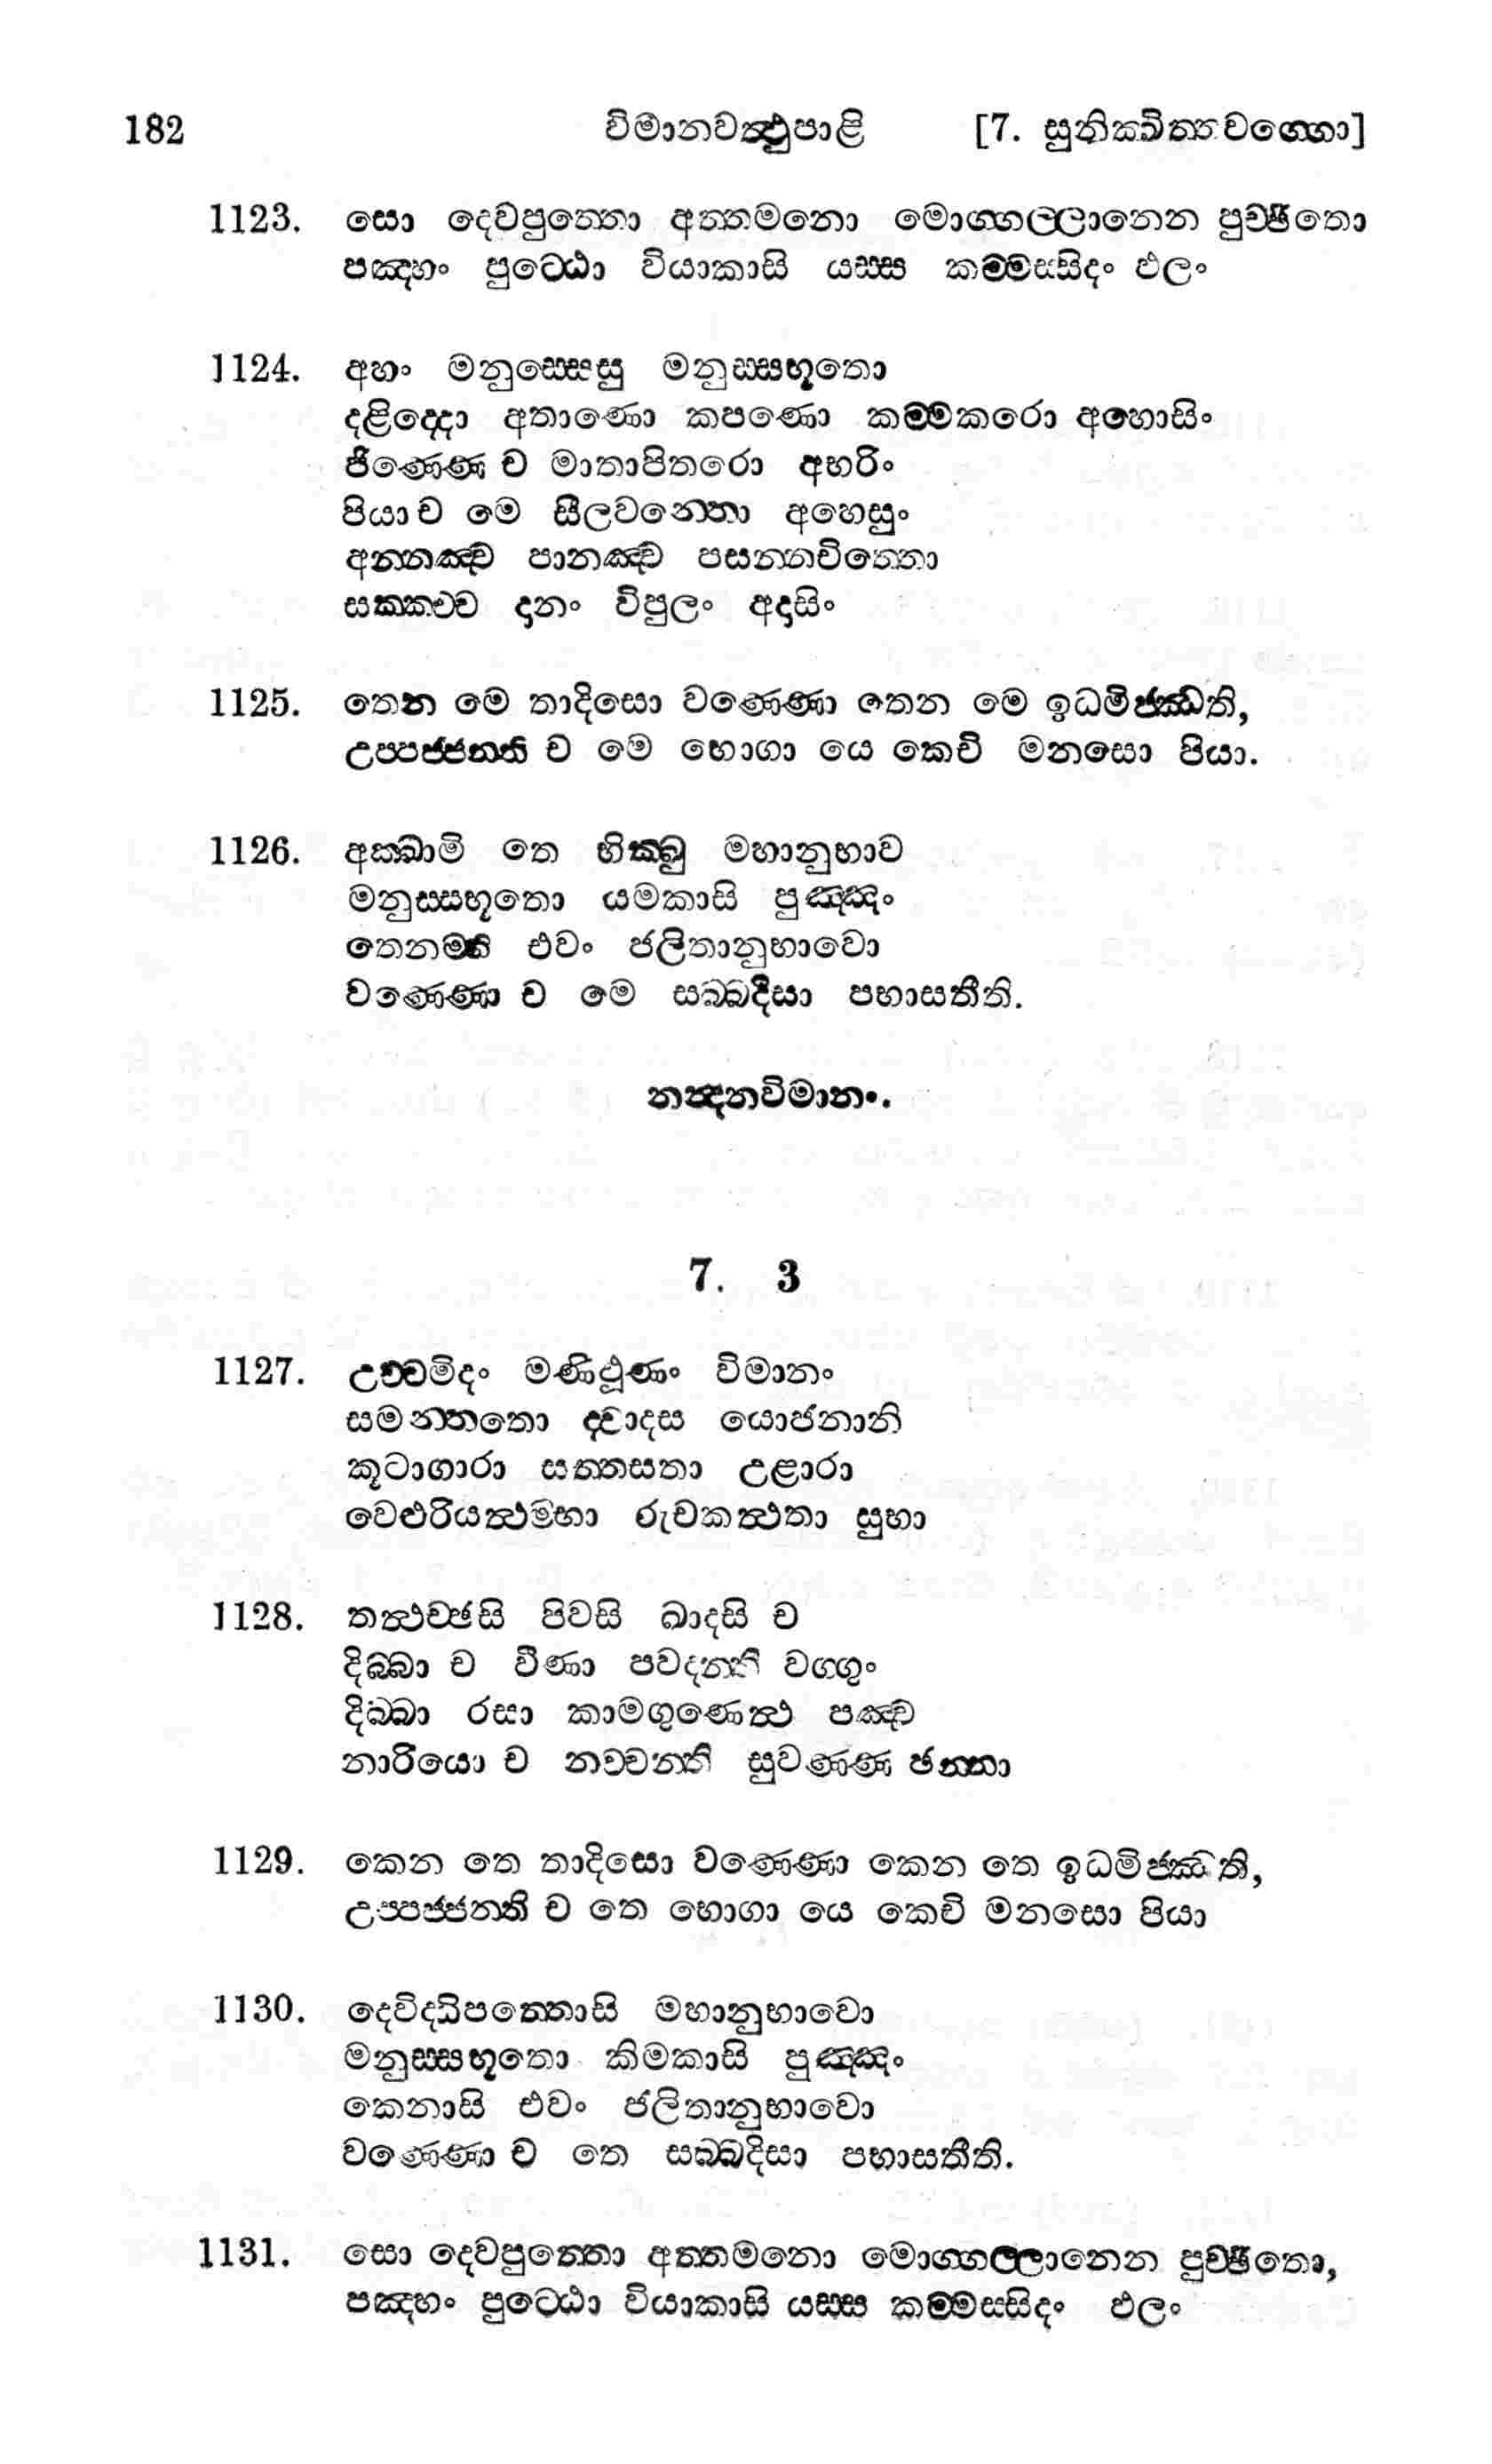 182 විමානවත්‍ථුපාළි [7. සුනික්‍ඛිත්‍තවග්‍ගො]
1123. සො දෙවපුත්‍තො අත්‍තමනො මොග්‍ගල්‍ලානෙන පුච්‍ඡිතො
පඤ්හං පුට්‍ඨො වියාකාසි යස්‍ස කම්‍මස්‍සිදං ඵලං
1124. අහං මනුස්‍සෙසු මනුස්‍සභූතො
දළිද්‍දො අතාණො කපණො කම්‍මකරො අහොසිං
ජිණ්‍ණෙ ච මාතාපිතරො අභරිං
පියා ච මෙ සීලවන්‍තො අහෙසුං
අන්‍නඤ්‍ච පානඤ්‍ච පසන්‍නචිත්‍තො
සක්‍කච්‍ච දානං විපුලං අදාසිං
1125. තෙන මෙ තාදිසො වණ්‍ණො තෙන මෙ ඉධමිජ්‍ඣති,
උප්‍පජ්‍ජන්‍ති ච මෙ භොගා යෙ කෙචි මනසො පියා.
1126. අක්‍ඛාමි තෙ භික්‍ඛු මහානුභාව
මනුස්‍සභූතො යමකාසි පුඤ්‍ඤං
තෙනම්හි එවං ජලිතානුභාවො
වණ්‍ණො ච මෙ සබ්‍බදිසා පභාසතීති.
නන්‍දනවිමානං.
7. 3
1127. උච්‍චමිදං මණිථූණං විමානං
සමන්‍තතො ද්‍වාදස යොජනානි
කූටාගාරා සත්‍තසතා උළාරා
වෙළුරියත්‍ථම්‍භා රුචකත්‍ථතා සුභා
1128. තත්‍ථච්‍ඡසි පිවසි ඛාදසි ච
දිබ්‍බා ච වීණා පවදන්‍ති වග්‍ගුං
දිබ්‍බා රසා කාමගුණෙත්‍ථ පඤ්‍ච
නාරියො ච නච්‍චන්‍ති සුවණ්‍ණ ඡන්‍නා
1129. කෙන තෙ තාදිසො වණ්‍ණො කෙන තෙ ඉධමිජ්‍ඣති,
උප්‍පජ්‍ජන්‍ති ච තෙ භොගා යෙ කෙචි මනසො පියා
1130. දෙවිද්‍ධිපත්‍තොසි මහානුභාවො
මනුස්‍සභූතො කිමකාසි පුඤ්‍ඤං
කෙනාසි එවං ජලිතානුභාවො
වණ්‍ණො ච තෙ සබ්‍බදිසා පභාසතීති.
1131. සො දෙවපුත්‍තො අත්‍තමනො මොග්‍ගල්‍ලානෙන පුච්‍ඡිතො,
පඤ්හං පුට්‍ඨො වියාකාසි යස්‍ස කම්‍මස්‍සිදං ඵලං